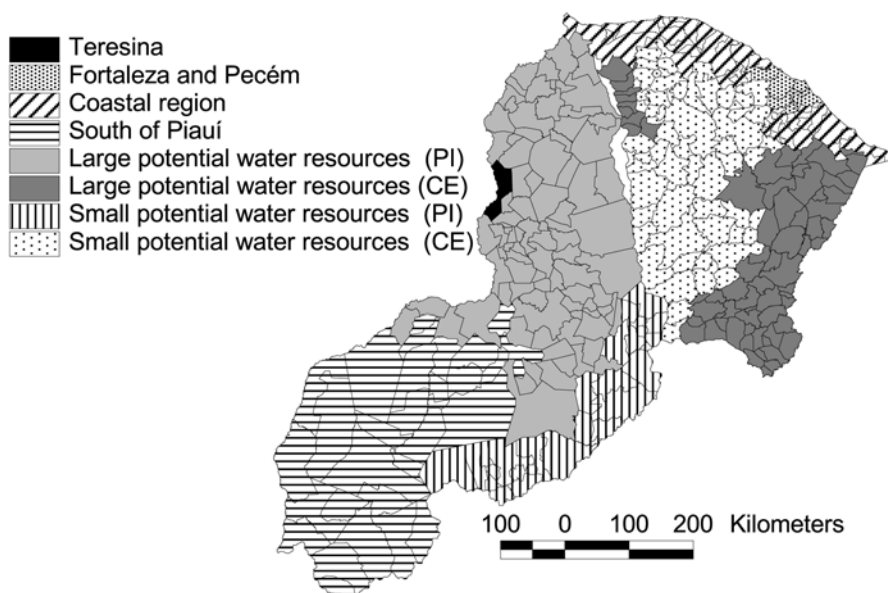 Teresina
Fortaleza and Pecém
Coastal region
South of Piauí
Large potential water resources (PI)
Large potential water resources (CE)
Small potential water resources (PI)
Small potential water resources (CE)
100 0 100 200 Kilometers